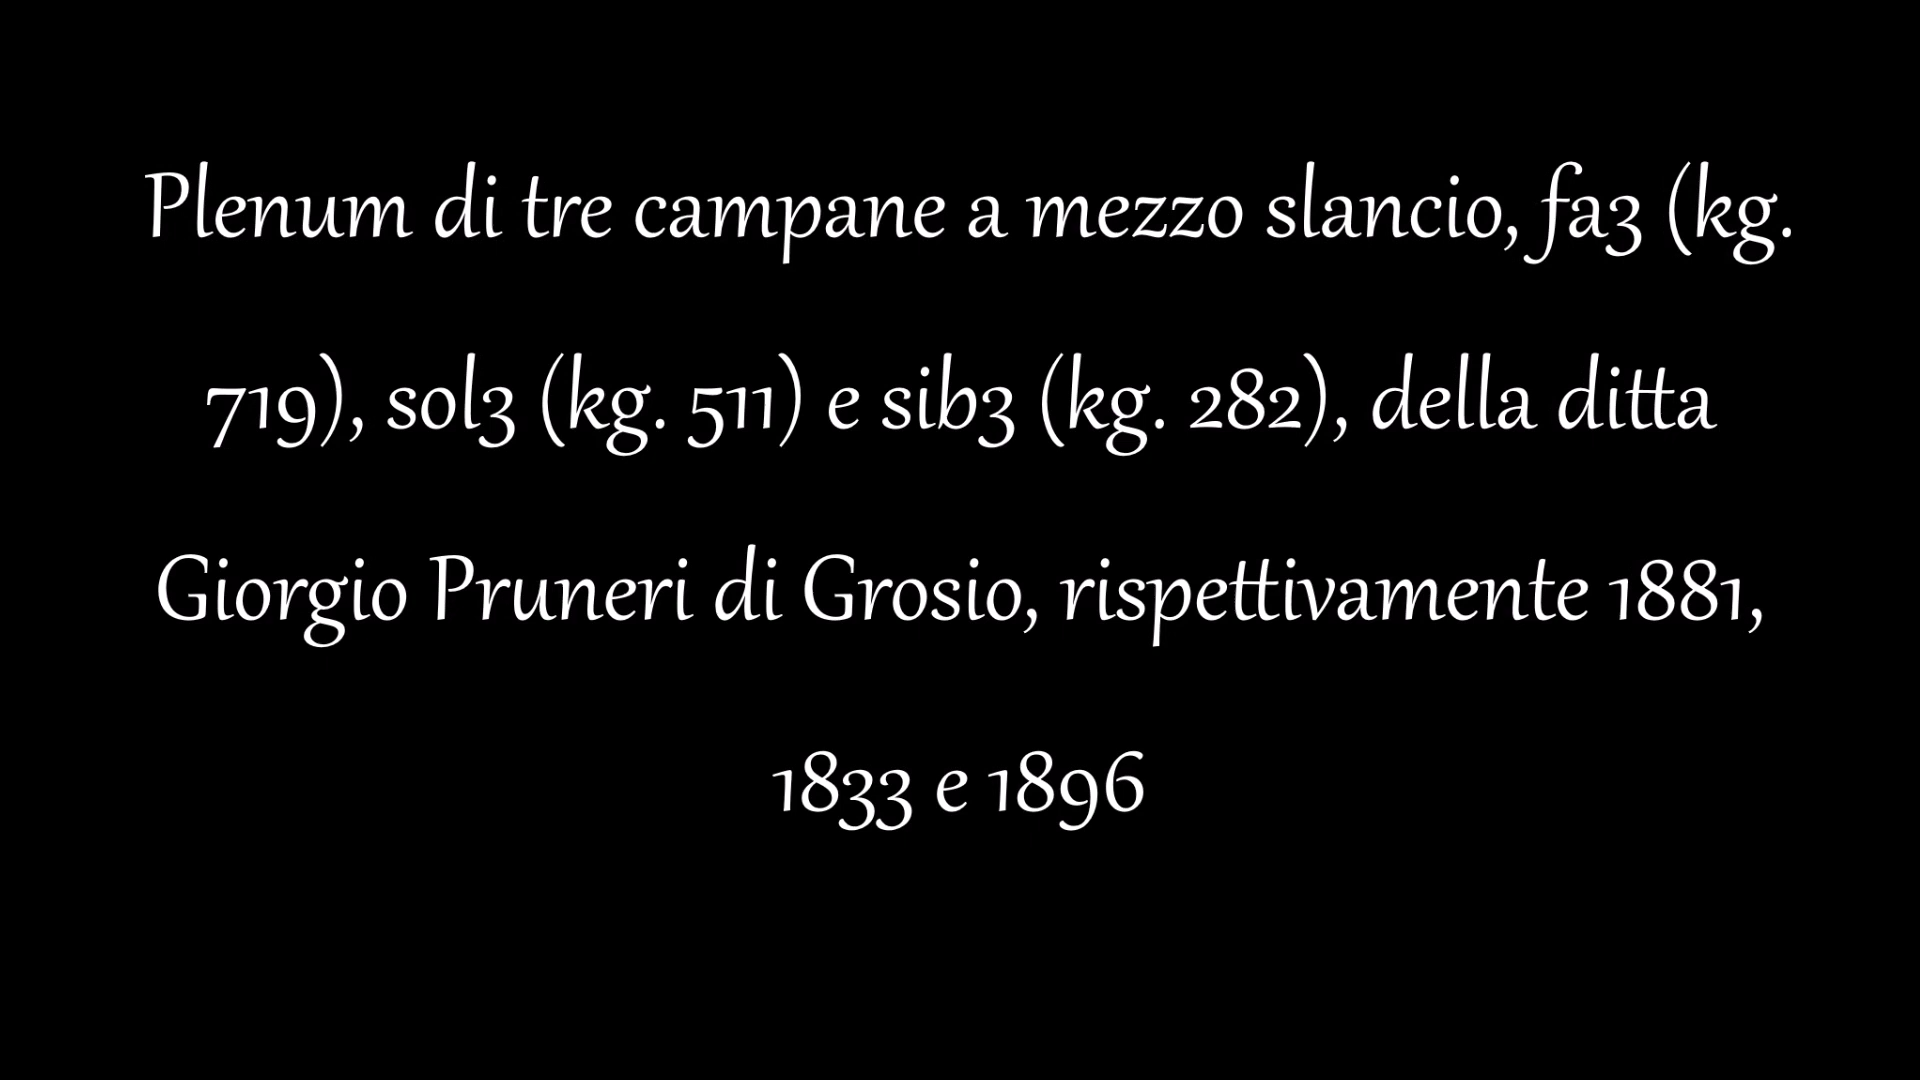 Plenum di tre campane a mezzo slancio, fa3 (kg.
719), sol3 (kg. 511) e sib3 (kg. 282), della ditta
Giorgio Pruneri di Grosio, rispettivamente 1881,
1833 e 1896